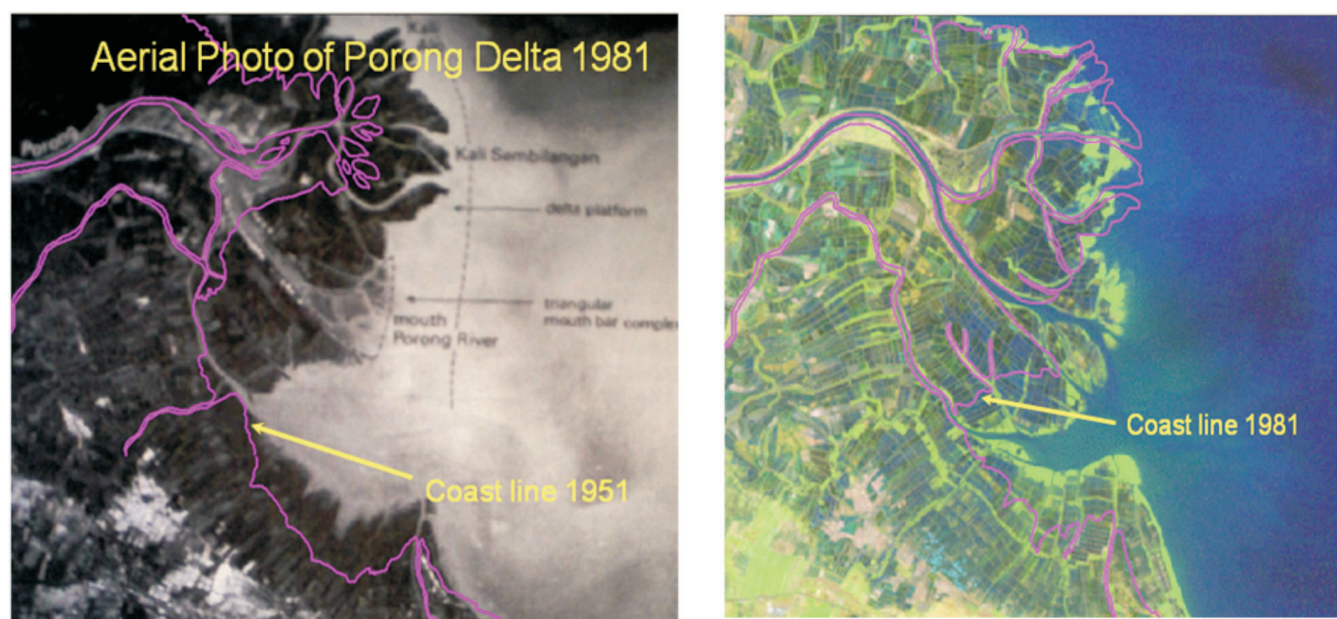 Aerial Photo of Porong Delta 1981
Kali
Porong
Kali Sembilangan
delta platform
triangular
mouth bar complex
mouth
Porong River
Coast line 1951
Coast line 1981